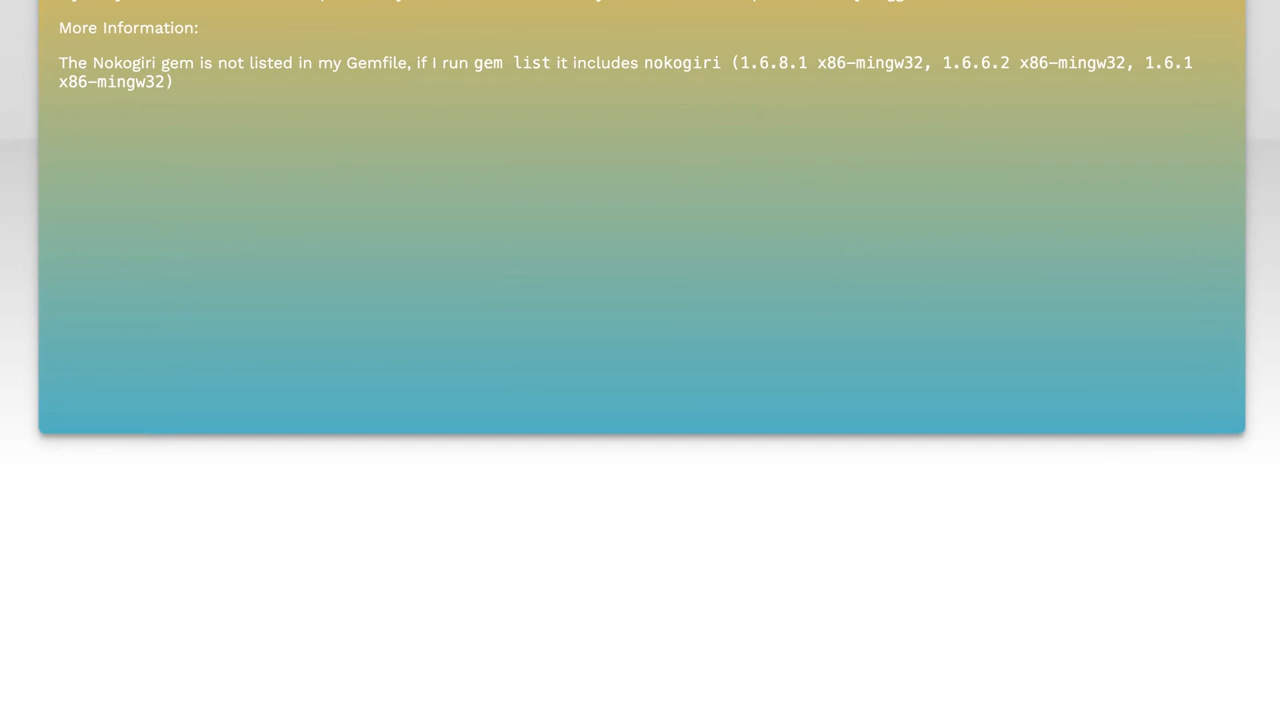 More Information:
The Nokogiri gem is not listed in my Gemfile, if I run gem list it includes nokogiri (1.6.8.1 x86-mingw32, 1.6.6.2 x86-mingw32, 1.6.1
x86-mingw32)